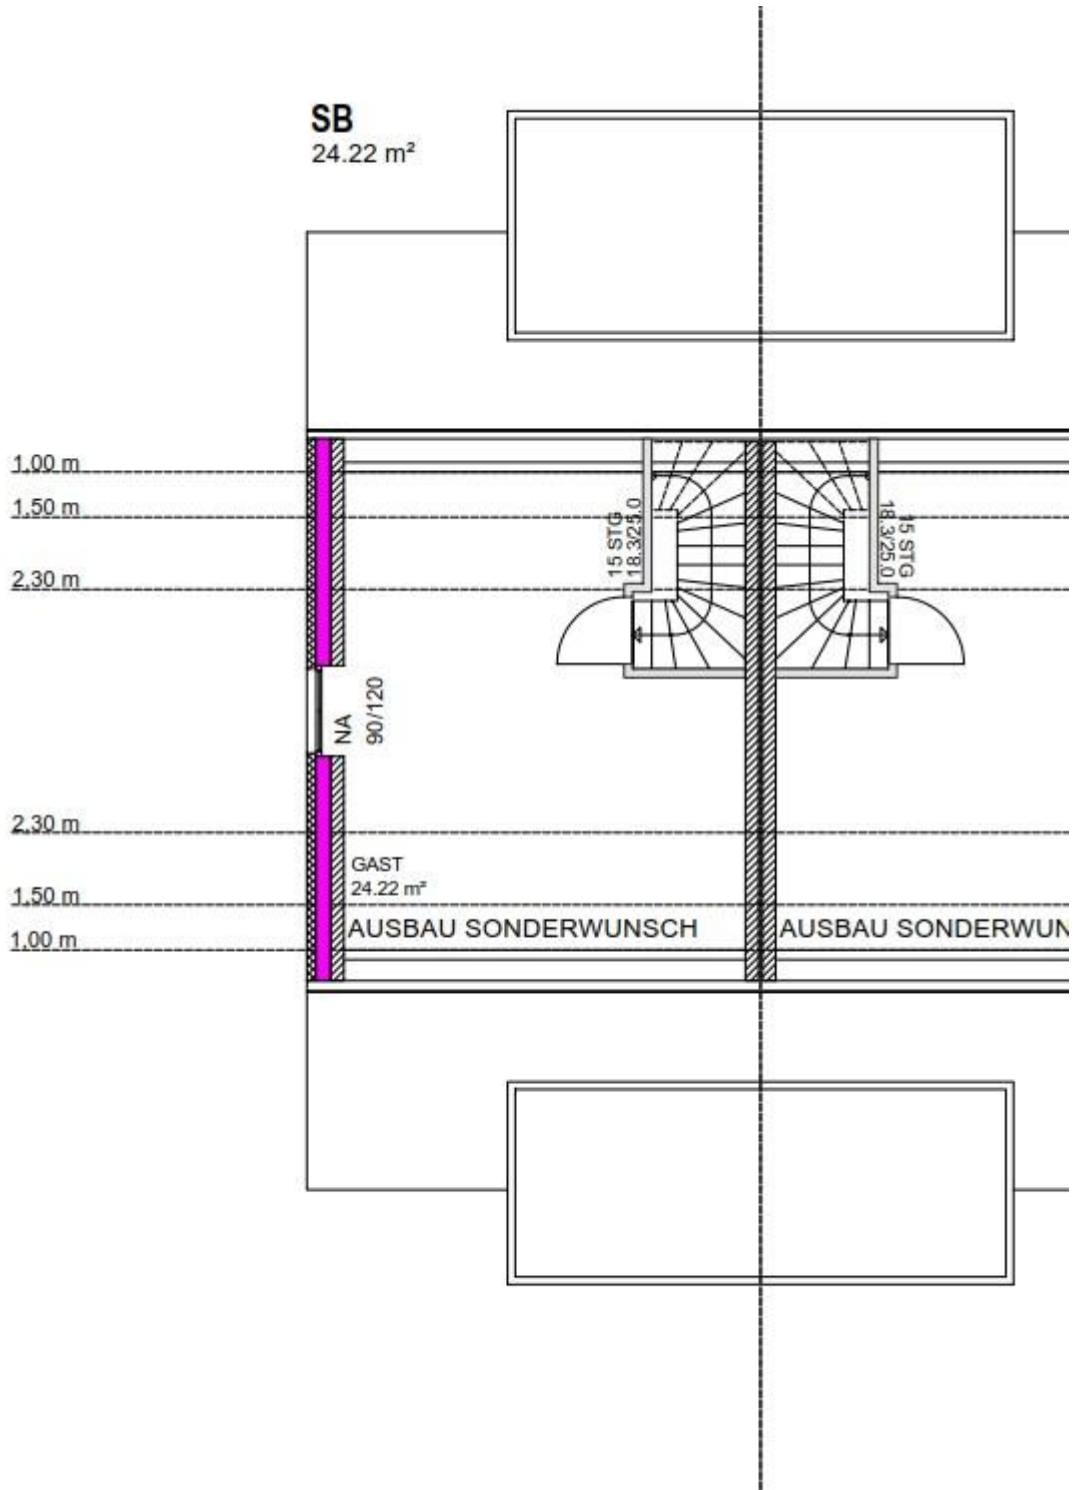 SB
24.22 m²
1,00 m
1,50 m
2,30 m
15 STG
18.3/25.0
18.3/25.0
15 STG
NA
90/120
2,30 m
GAST
24.22 m²
1,50 m
AUSBAU SONDERWUNSCH
AUSBAU SONDERWUN
1,00 m